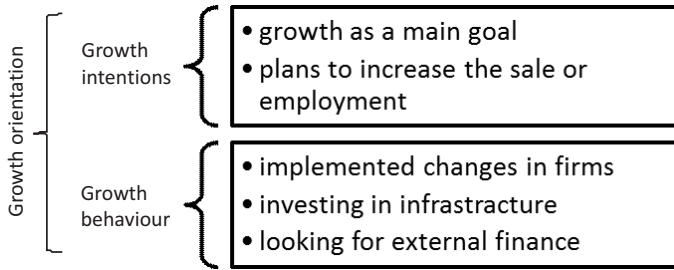 Growth orientation
Growth
intentions
• growth as a main goal
• plans to increase the sale or
employment
Growth
behaviour
• implemented changes in firms
• investing in infrastracture
• looking for external finance